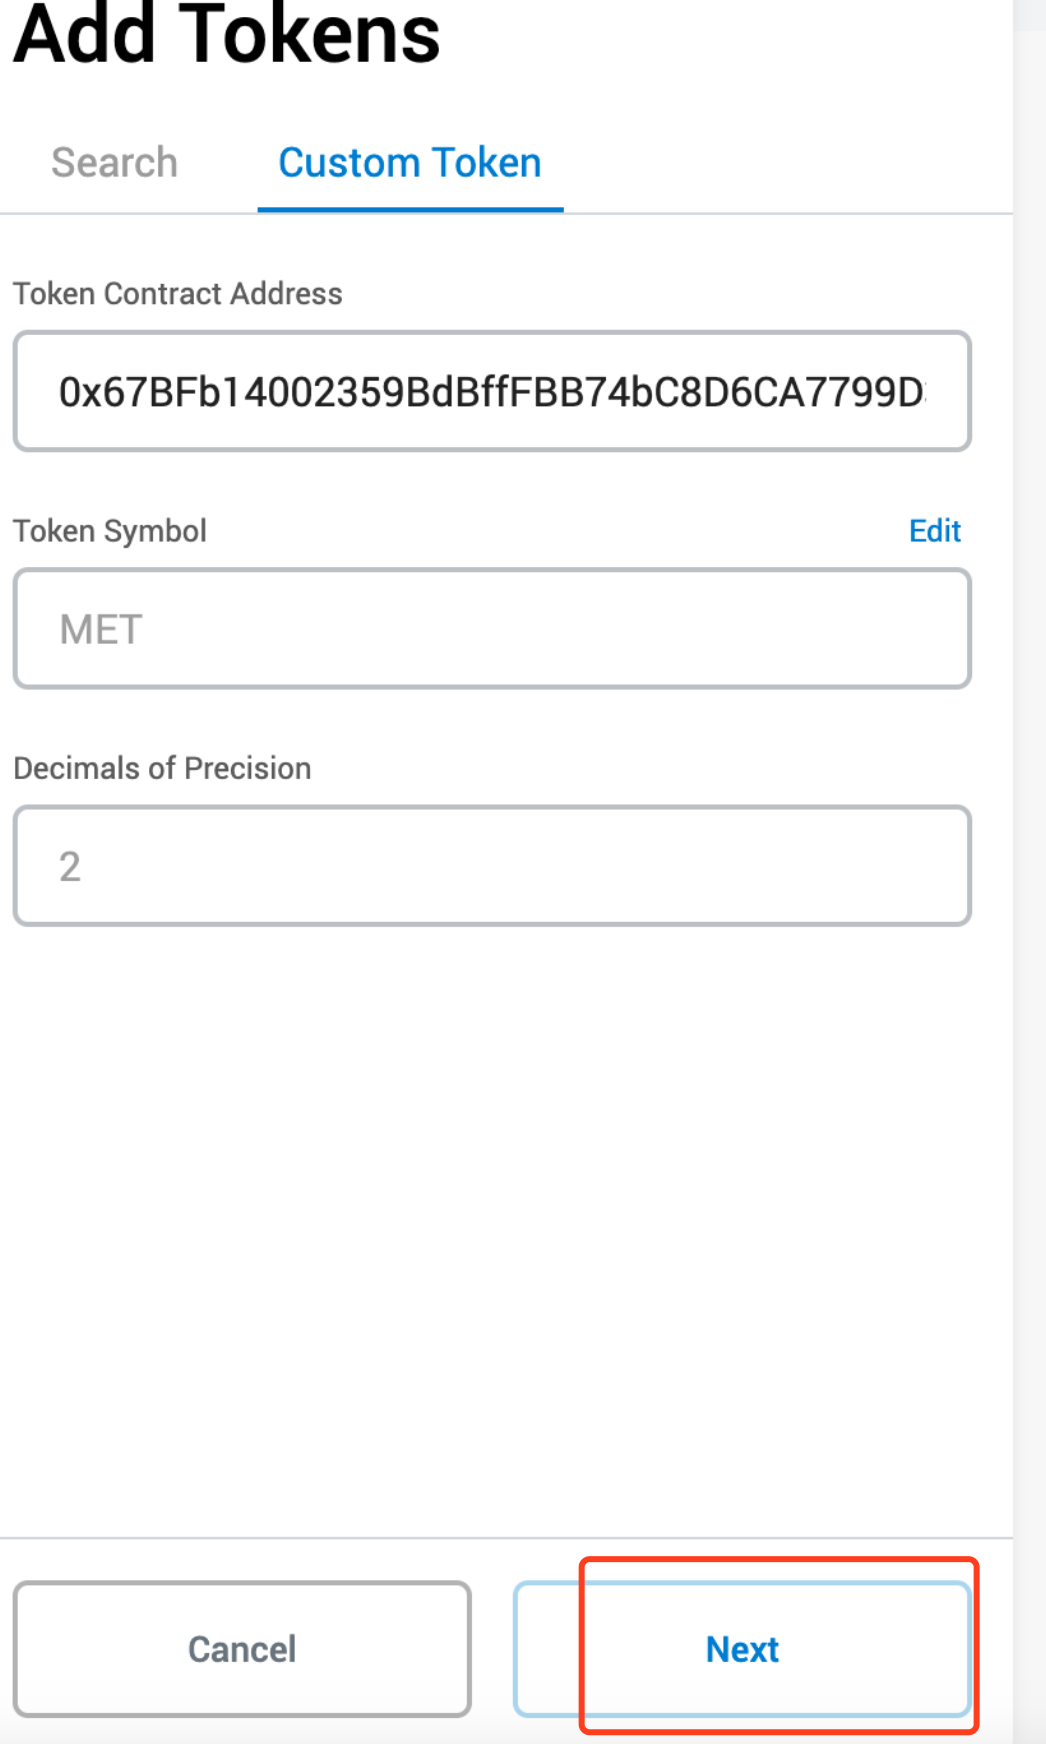 Add Tokens
Search Custom Token
Token Contract Address
0x67BFb14002359BdBffFBB74bC8D6CA7799D
Token Symbol Edit
MET
Decimals of Precision
2
Cancel Next